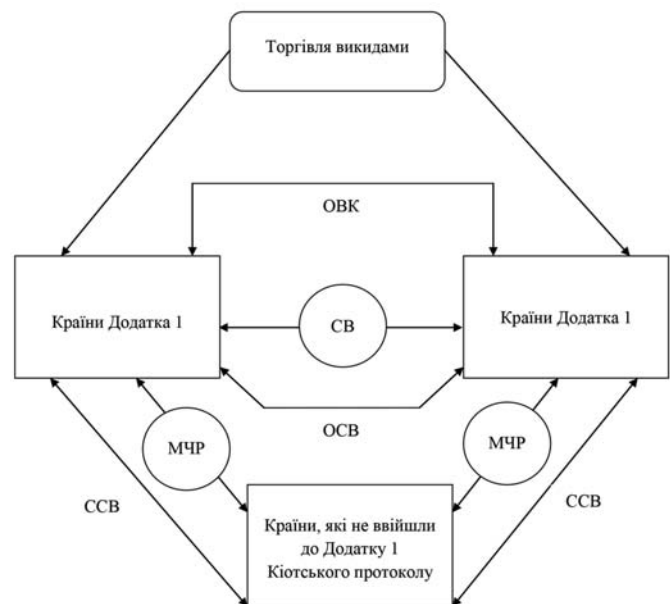 Торгівля викидами
ОВК
Країни Додатка 1
СВ
Країни Додатка 1
ОСВ
МЧР
МЧР
ССВ
ССВ
Країни, які не ввійшли
до Додатку 1
Кіотського протоколу